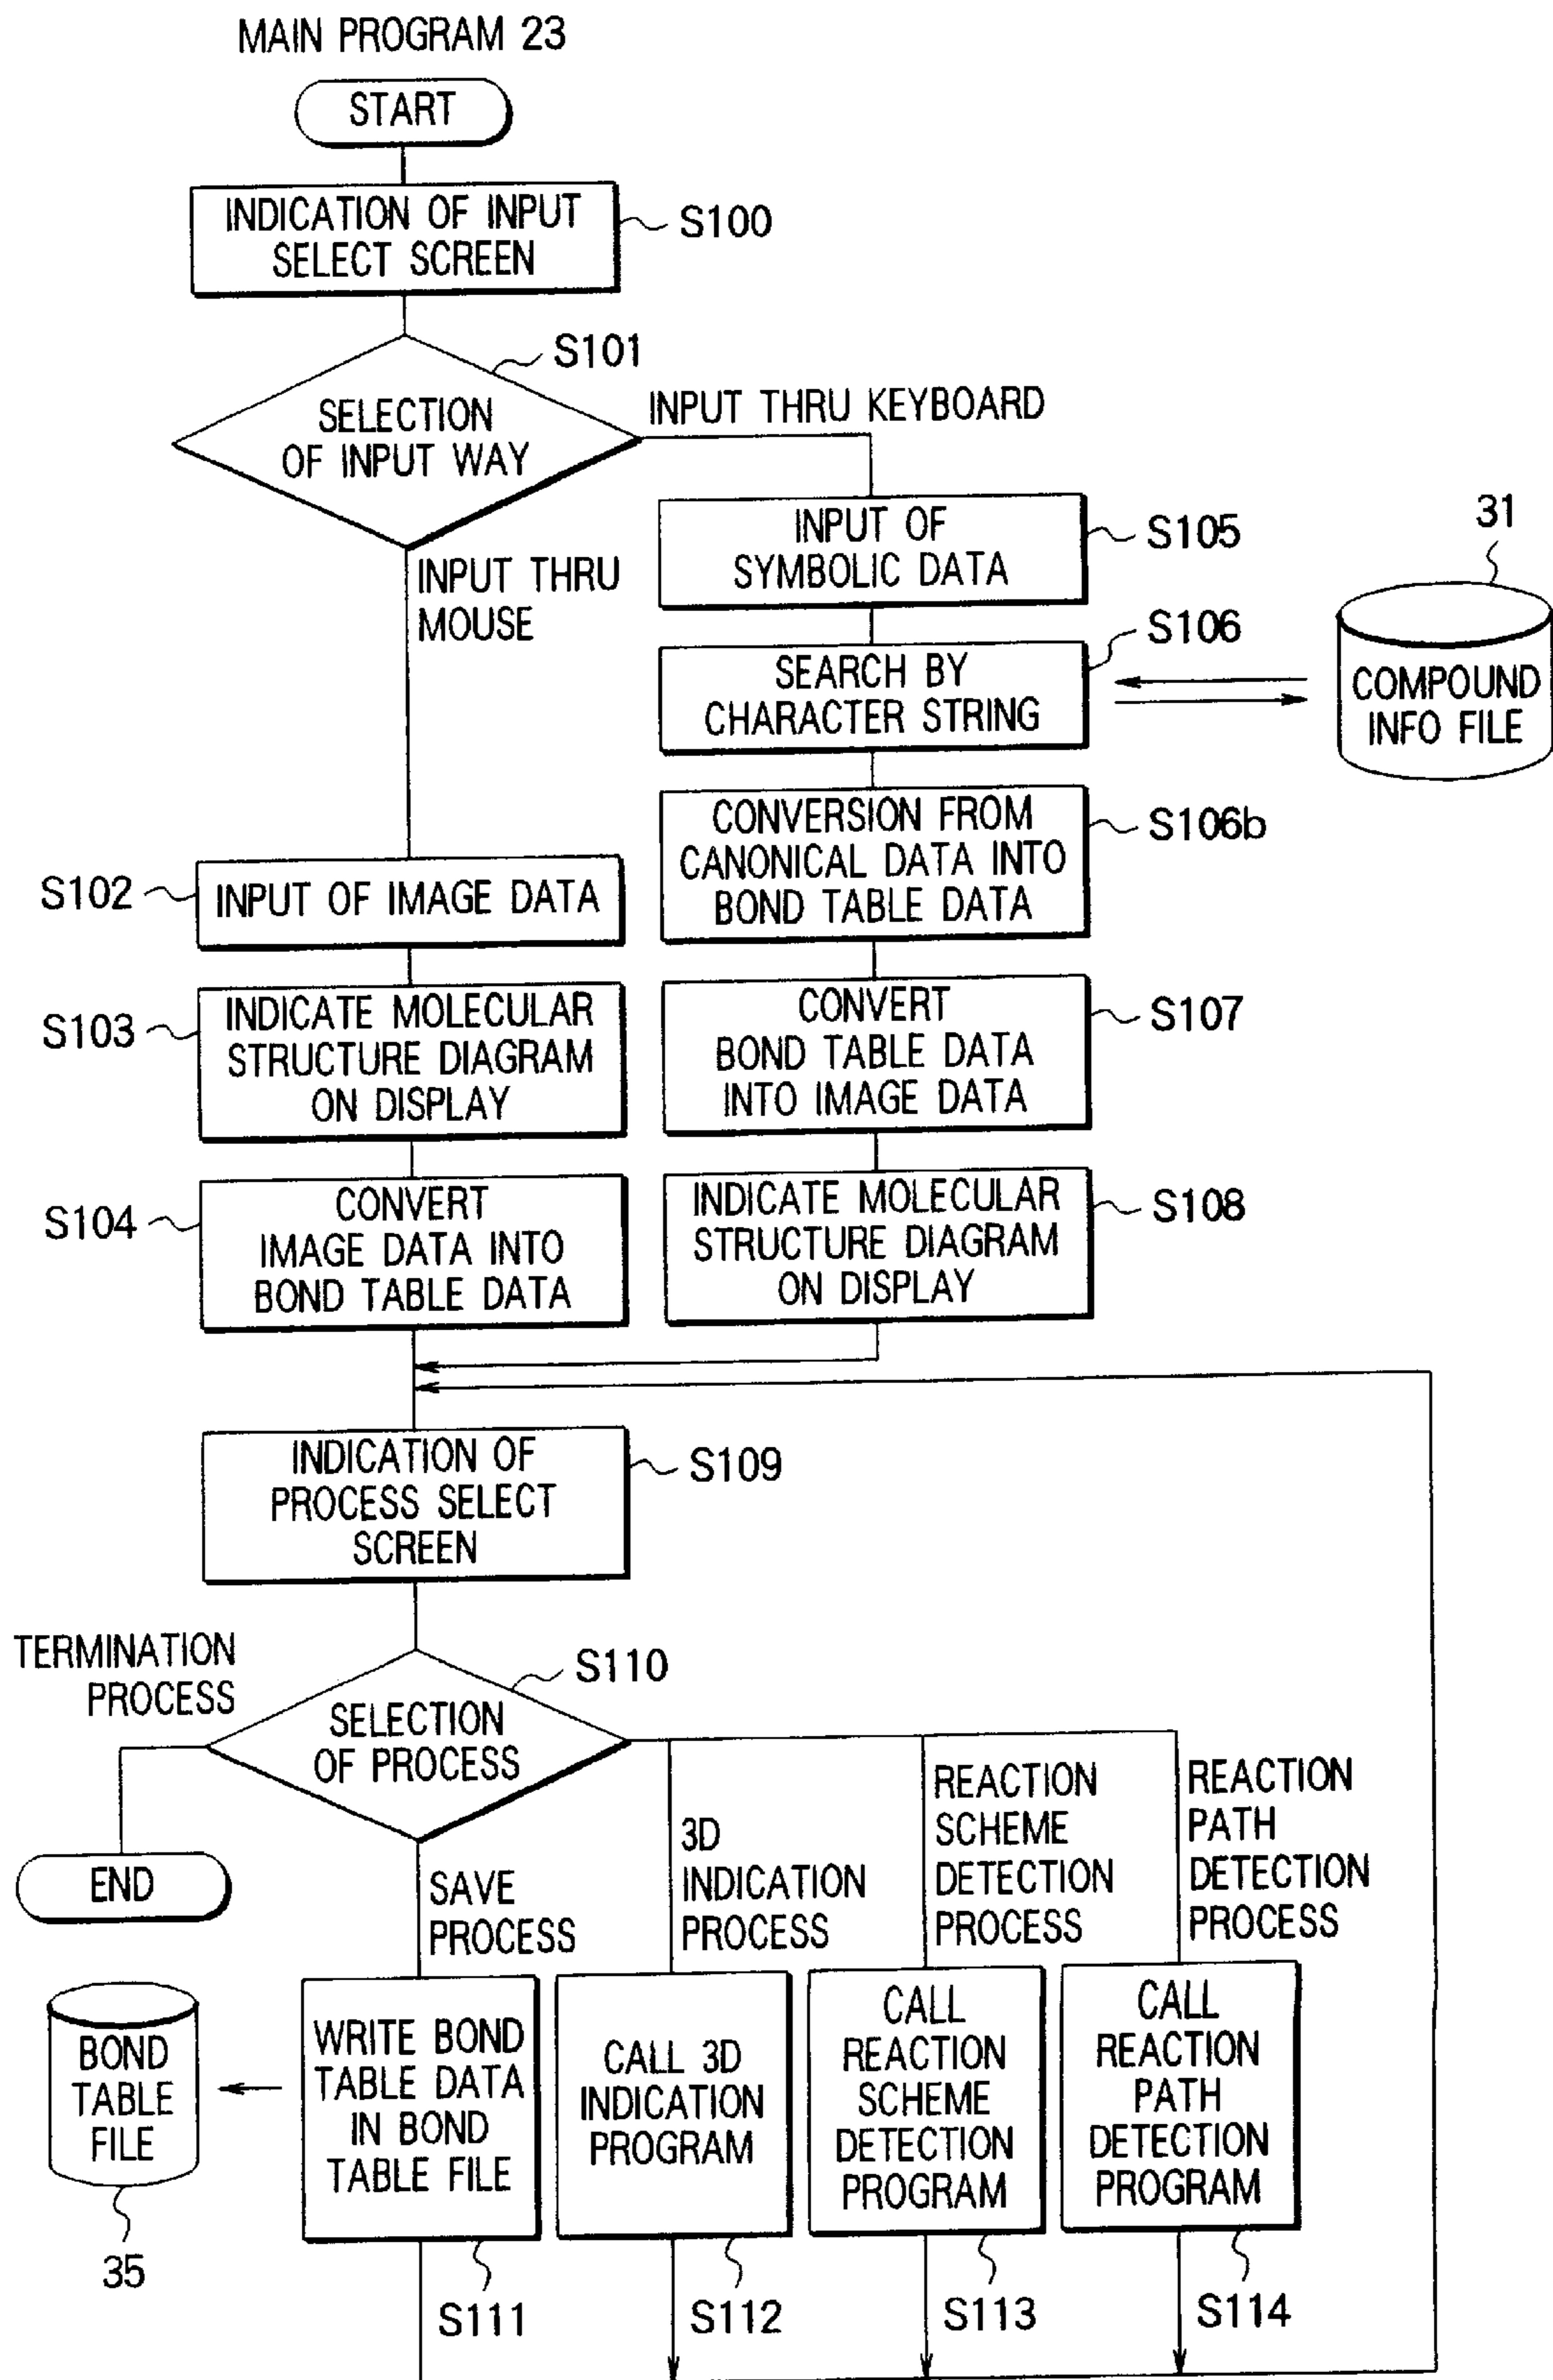 MAIN PROGRAM 23
START
INDICATION OF INPUT
SELECT SCREEN
S100
S101
SELECTION
OF INPUT WAY
INPUT THRU KEYBOARD
INPUT THRU
MOUSE
INPUT OF
SYMBOLIC DATA
S105
SEARCH BY
CHARACTER STRING
S106
31
COMPOUND
INFO FILE
CONVERSION FROM
CANONICAL DATA INTO
BOND TABLE DATA
S106b
S102
INPUT OF IMAGE DATA
S103
INDICATE MOLECULAR
STRUCTURE DIAGRAM
ON DISPLAY
CONVERT
BOND TABLE DATA
INTO IMAGE DATA
S107
S104
CONVERT
IMAGE DATA INTO
BOND TABLE DATA
INDICATE MOLECULAR
STRUCTURE DIAGRAM
ON DISPLAY
S108
INDICATION OF
PROCESS SELECT
SCREEN
S109
TERMINATION
PROCESS
S110
SELECTION
OF PROCESS
END
SAVE
PROCESS
3D
INDICATION
PROCESS
REACTION
SCHEME
DETECTION
PROCESS
REACTION
PATH
DETECTION
PROCESS
BOND
TABLE
FILE
35
WRITE BOND
TABLE DATA
IN BOND
TABLE FILE
S111
CALL 3D
INDICATION
PROGRAM
S112
CALL
REACTION
SCHEME
DETECTION
PROGRAM
S113
CALL
REACTION
PATH
DETECTION
PROGRAM
S114